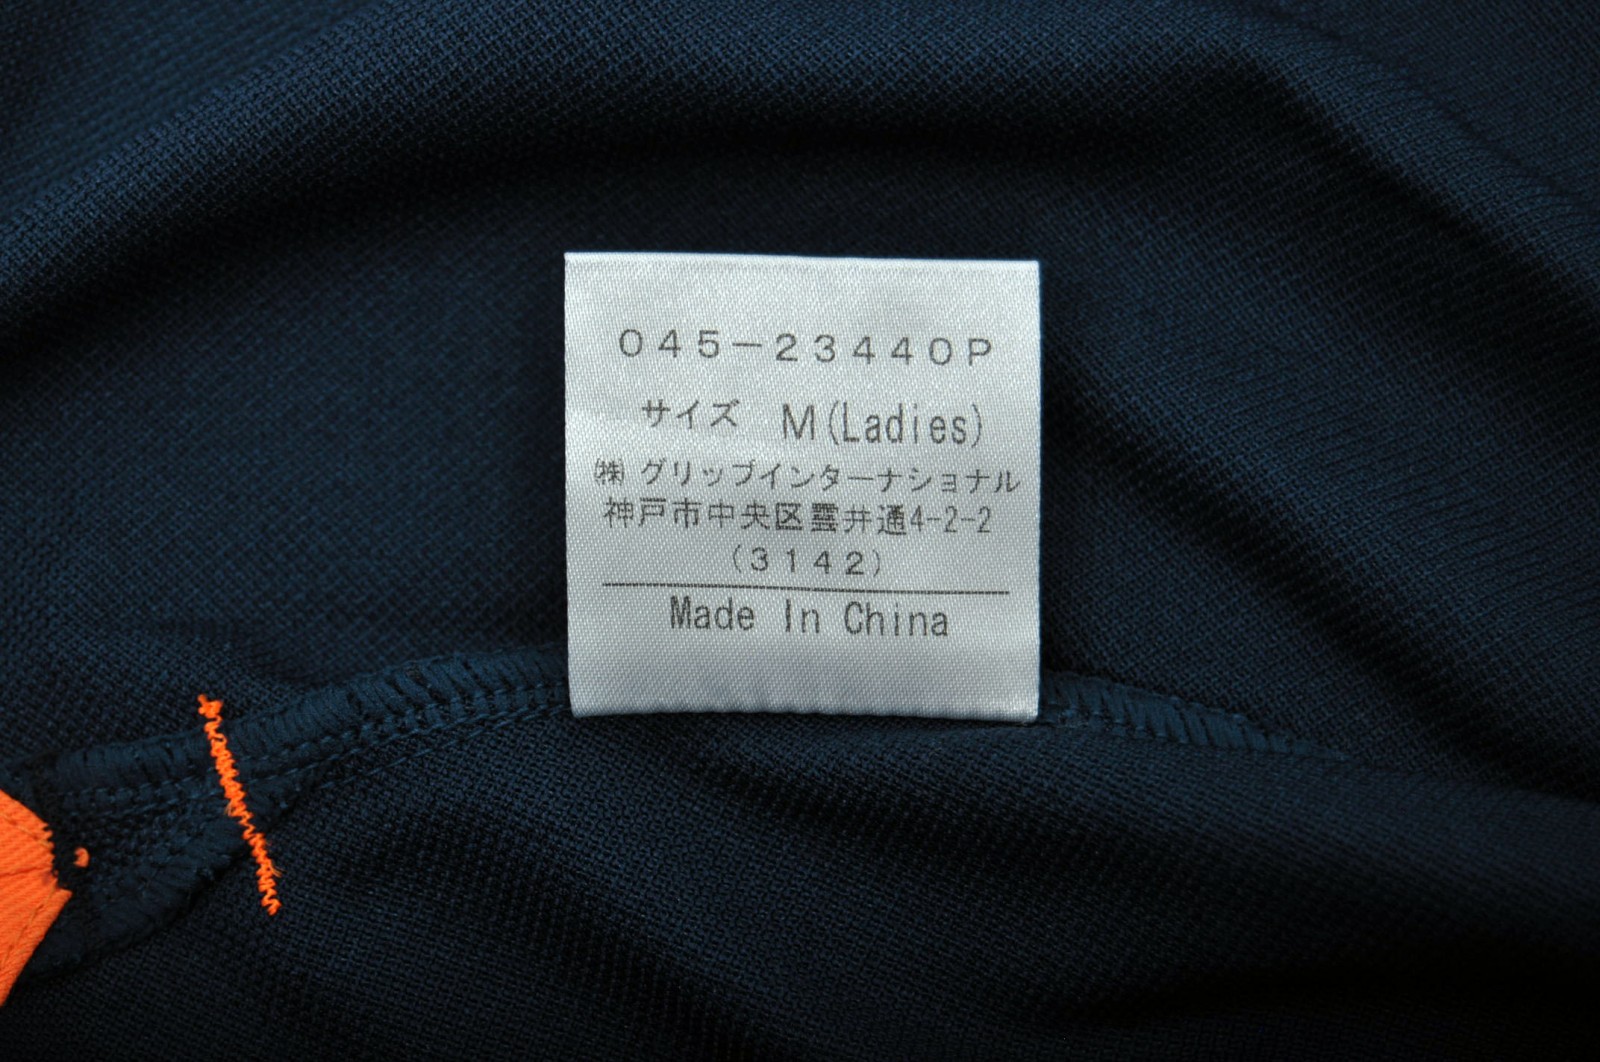 045-23440P
サイズ M(Ladies)
㈱グリップインターナショナル
神戸市中央区雲井通4-2-2
(3142)
Made In China